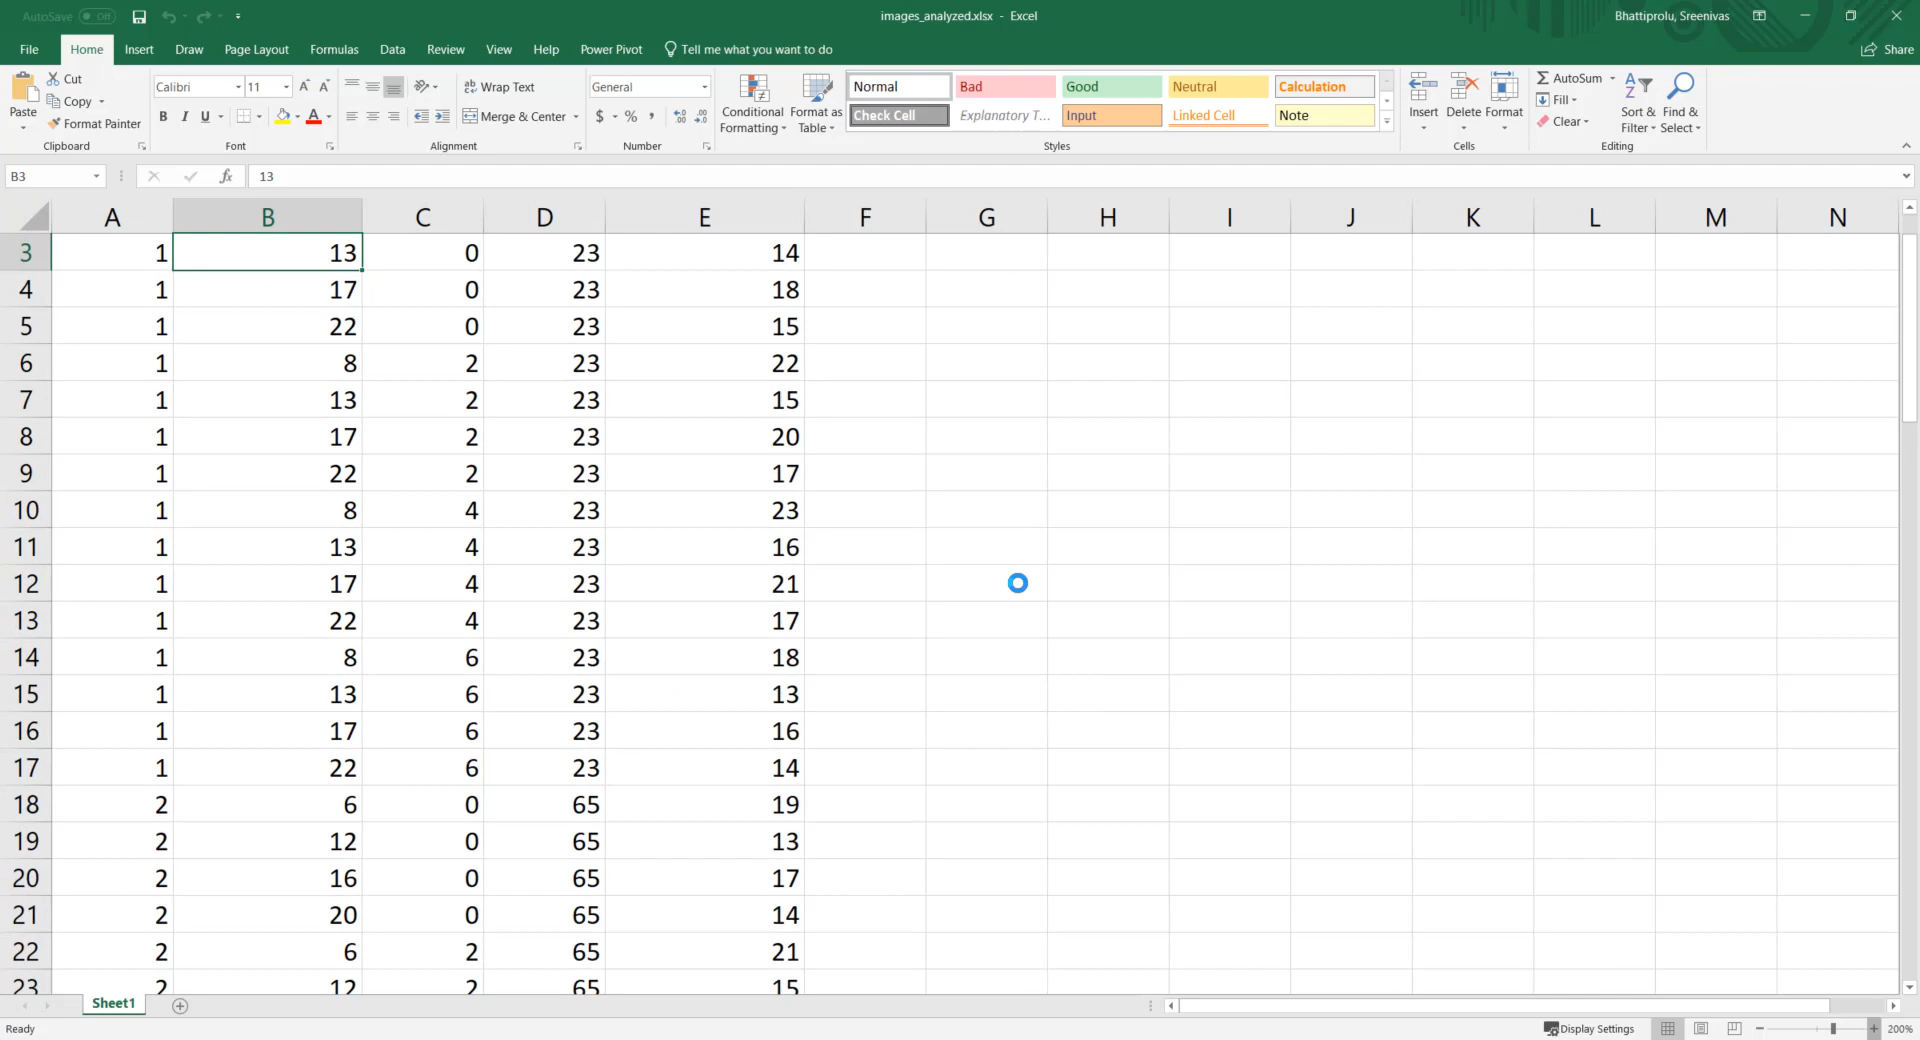 AutoSave Off images_analyzed.xlsx - Excel Bhattiprolu, Sreenivas
File Home Insert Draw Page Layout Formulas Data Review View Help Power Pivot Tell me what you want to do Share
Paste Cut Copy Format Painter Clipboard
Calibri 11 A A B I U A Font
ab Wrap Text Merge & Center Alignment
General $ % , Number
Conditional Formatting Format as Table
Normal Bad Good Neutral Calculation
Check Cell Explanatory T... Input Linked Cell Note
Styles
Insert Delete Format Cells
AutoSum Fill Clear Sort & Filter Find & Select Editing
B3 fx 13
A B C D E F G H I J K L M N
3 1 13 0 23 14
4 1 17 0 23 18
5 1 22 0 23 15
6 1 8 2 23 22
7 1 13 2 23 15
8 1 17 2 23 20
9 1 22 2 23 17
10 1 8 4 23 23
11 1 13 4 23 16
12 1 17 4 23 21
13 1 22 4 23 17
14 1 8 6 23 18
15 1 13 6 23 13
16 1 17 6 23 16
17 1 22 6 23 14
18 2 6 0 65 19
19 2 12 0 65 13
20 2 16 0 65 17
21 2 20 0 65 14
22 2 6 2 65 21
23 2 12 2 65 15
Sheet1
Ready Display Settings 200%